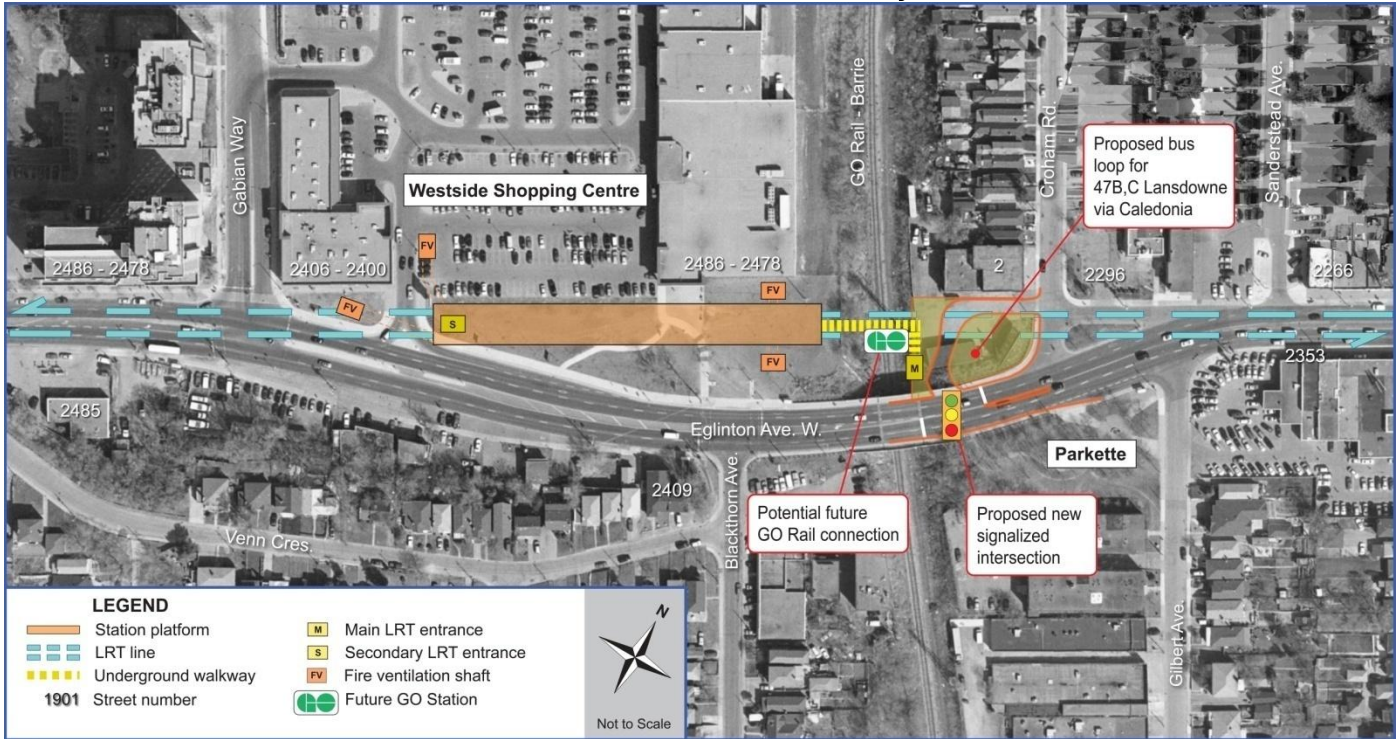 Gabian Way
Westside Shopping Centre
GO Rail - Barrie
Croham Rd.
Sanderstead Ave.
Proposed bus
loop for
47B,C Lansdowne
via Caledonia
FV
2486 - 2478
2406 - 2400
2486 - 2478
2
2296
2266
FV
FV
S
GO
M
FV
2353
2485
Eglinton Ave. W.
Parkette
2409
Venn Cres.
Blackthorn Ave.
Potential future
GO Rail connection
Proposed new
signalized
intersection
Gilbert Ave.
LEGEND
Station platform
LRT line
Underground walkway
1901 Street number
M Main LRT entrance
S Secondary LRT entrance
FV Fire ventilation shaft
GO Future GO Station
N
Not to Scale